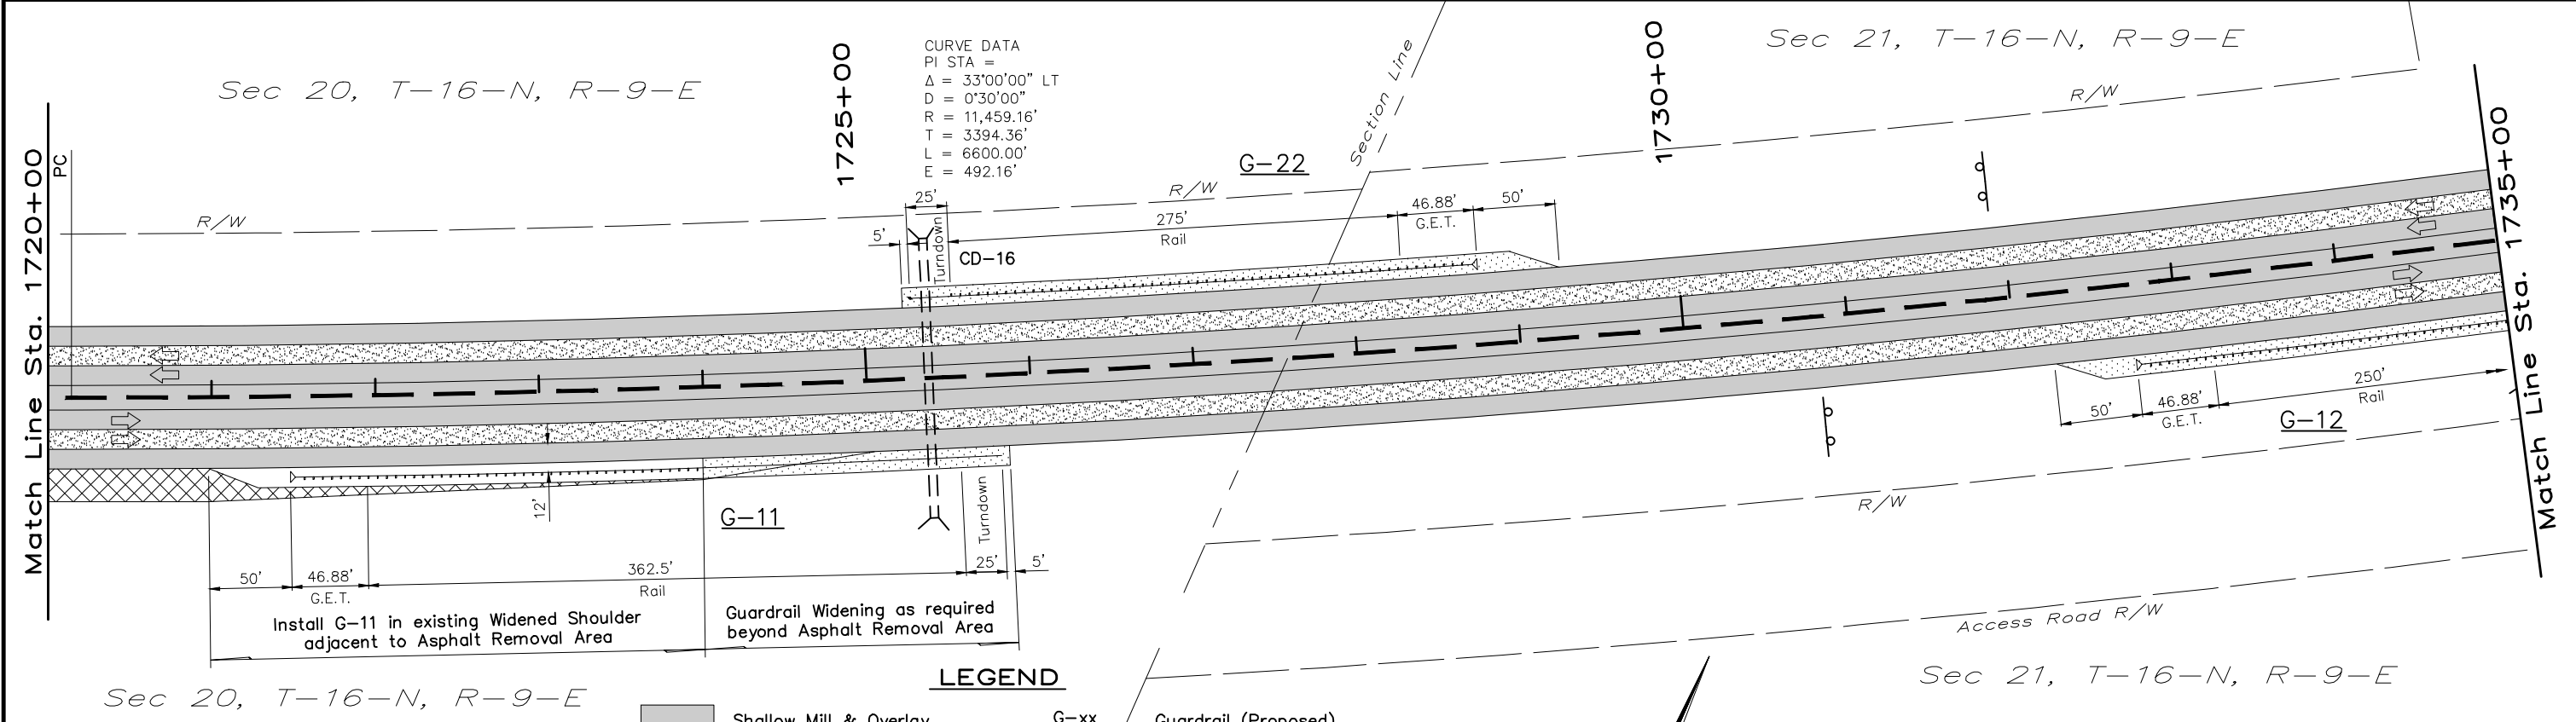 Sec 20, T-16-N, R-9-E
Sec 21, T-16-N, R-9-E
Match Line Sta. 1720+00
PC
1725+00
CURVE DATA
PI STA =
Δ = 33°00'00" LT
D = 0°30'00"
R = 11,459.16'
T = 3394.36'
L = 6600.00'
E = 492.16'
Section Line
1730+00
R/W
R/W
R/W
G-22
25'
5'
Turndown
CD-16
275'
Rail
46.88'
G.E.T.
50'
Match Line Sta. 1735+00
50'
46.88'
G.E.T.
250'
Rail
G-12
12'
G-11
Turndown
50'
46.88'
G.E.T.
362.5'
Rail
25'
5'
Install G-11 in existing Widened Shoulder
adjacent to Asphalt Removal Area
Guardrail Widening as required
beyond Asphalt Removal Area
R/W
Access Road R/W
Sec 20, T-16-N, R-9-E
Sec 21, T-16-N, R-9-E
LEGEND
Shallow Mill & Overlay
G-xx
Guardrail (Proposed)